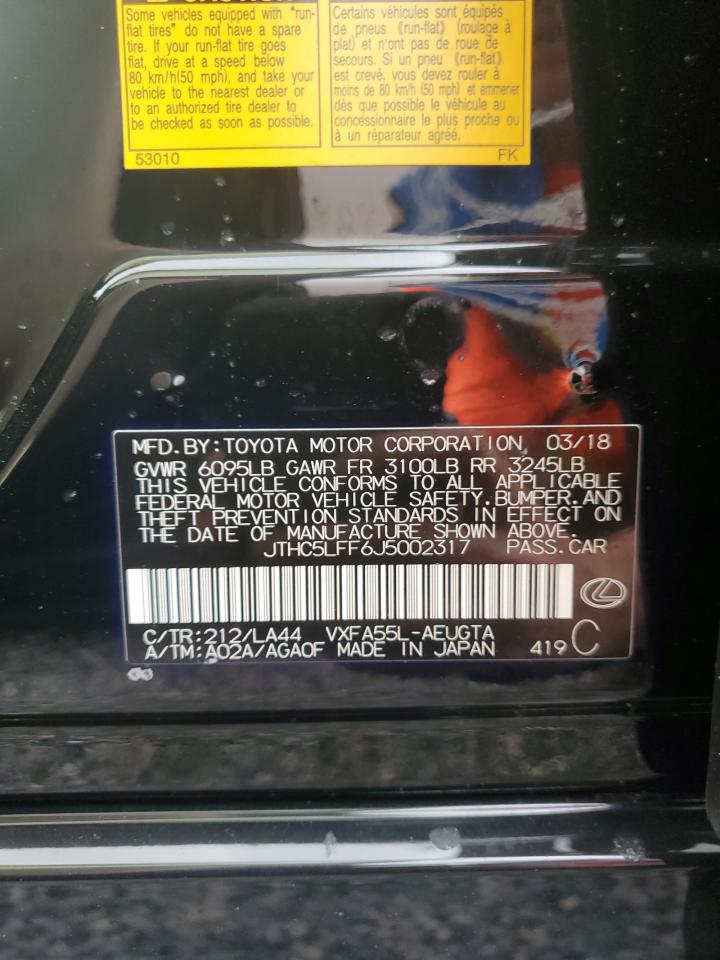 CAUTION
Some vehicles equipped with "run-
flat tires" do not have a spare
tire. If your run-flat tire goes
flat, drive at a speed below
80 km/h(50 mph), and take your
vehicle to the nearest dealer or
to an authorized tire dealer to
be checked as soon as possible.
53010
Certains véhicules sont équipés
de pneus《run-flat》(roulage à
plat) et n'ont pas de roue de
secours. Si un pneu《run-flat》
est crevé, vous devez rouler à
moins de 80 km/h (50 mph) et emmener
dès que possible le véhicule au
concessionnaire le plus proche ou
à un réparateur agréé.
FK
MFD.BY:TOYOTA MOTOR CORPORATION 03/18
GVWR 6095LB GAWR FR 3100LB RR 3245LB
THIS VEHICLE CONFORMS TO ALL APPLICABLE
FEDERAL MOTOR VEHICLE SAFETY.BUMPER.AND
THEFT PREVENTION STANDARDS IN EFFECT ON
THE DATE OF MANUFACTURE SHOWN ABOVE.
JTHC5LFF6J5002317 PASS.CAR
C/TR:212/LA44 VXFA55L-AEUGTA
A/TM:A02A/AGA0F MADE IN JAPAN 419 C